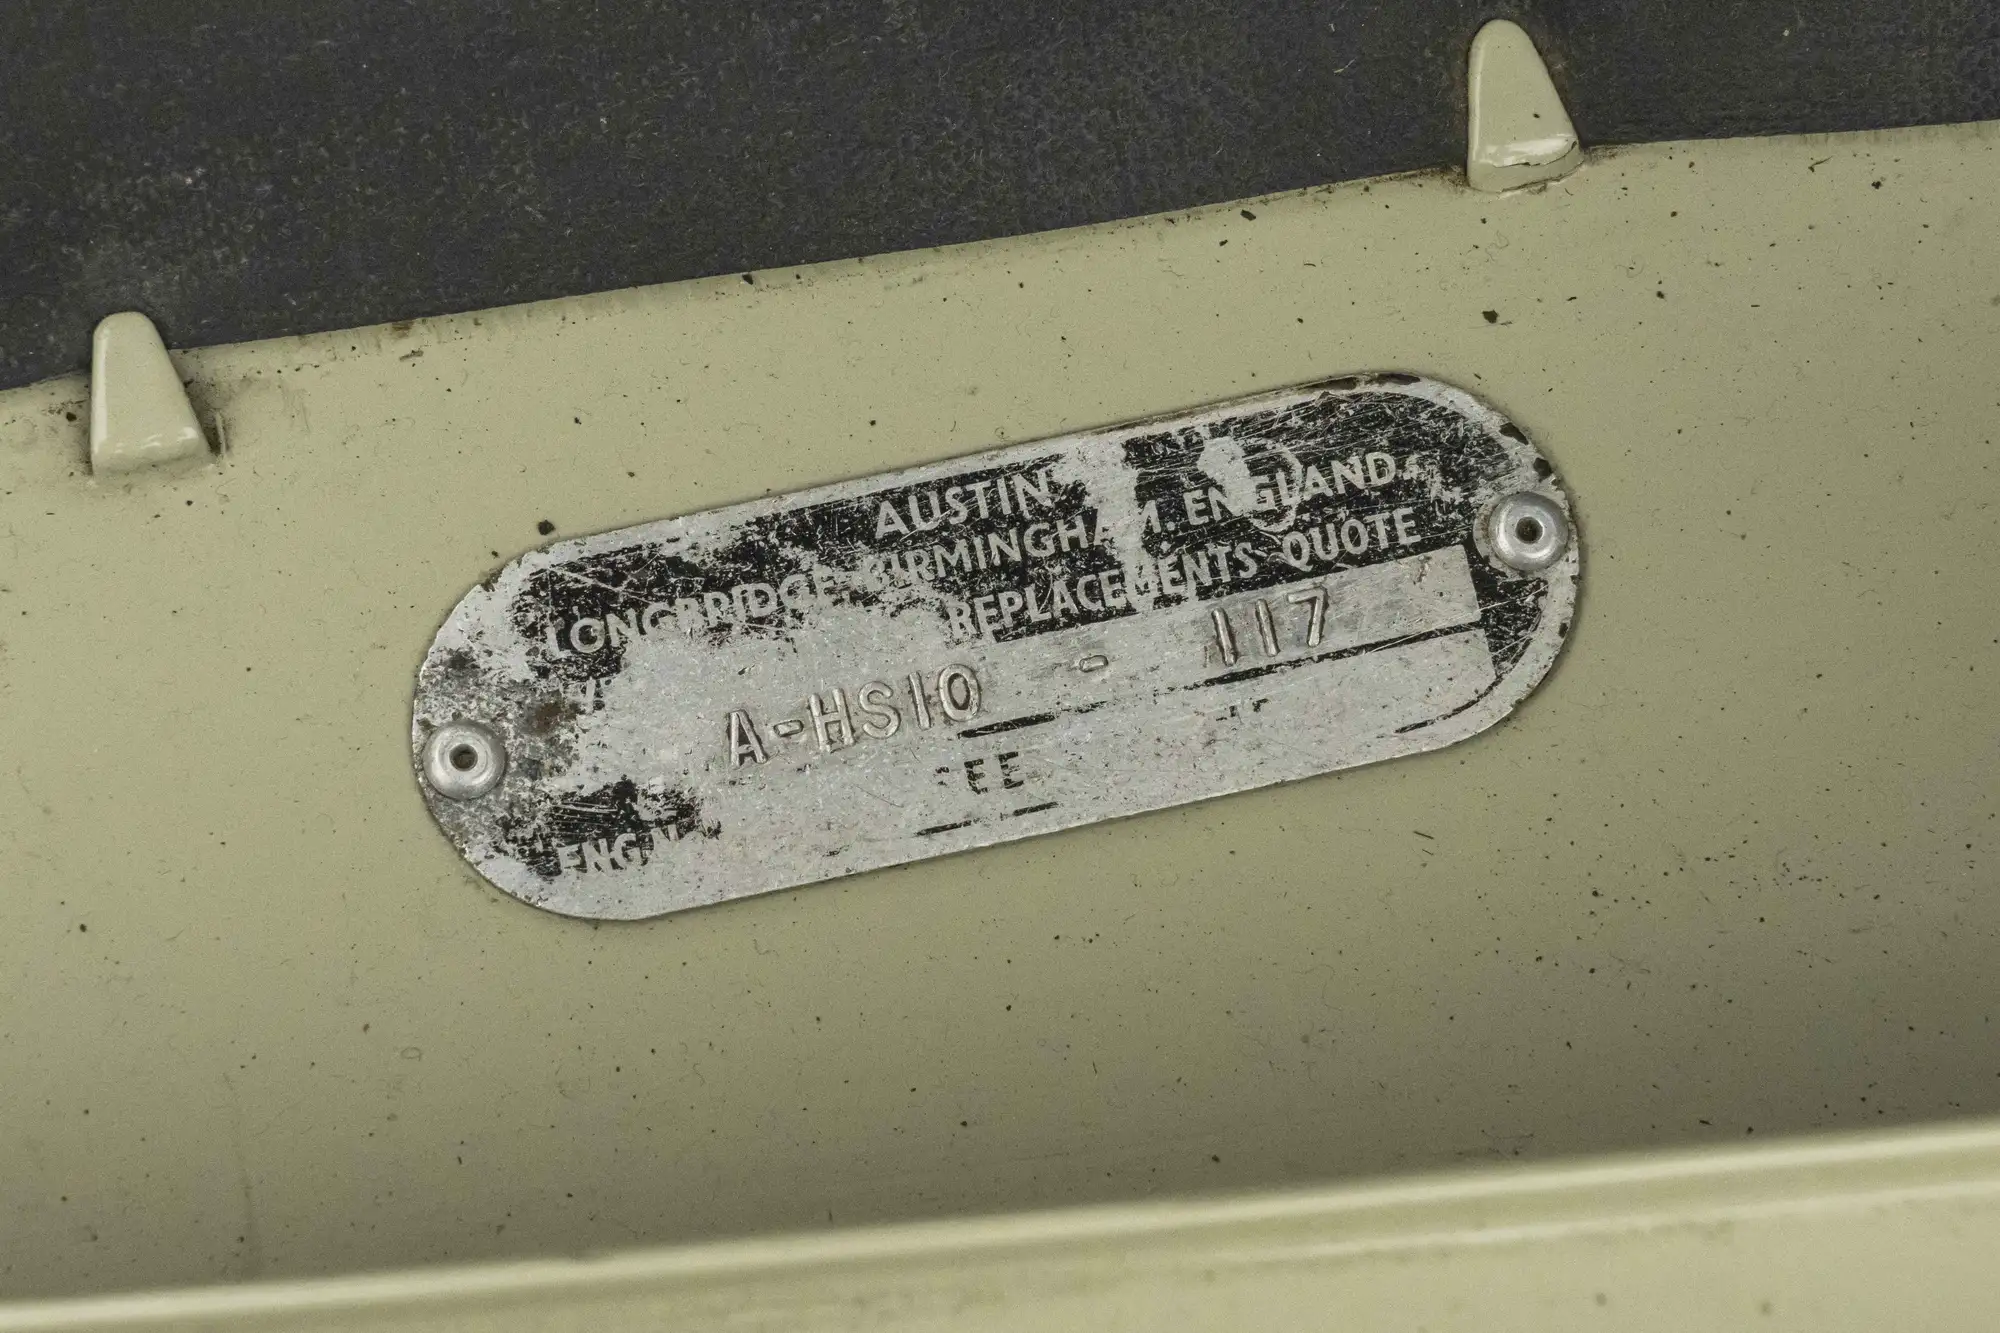 AUSTIN
LONGBRIDGE BIRMINGHAM. ENGLAND.
REPLACEMENTS QUOTE
A-HS10 - 117